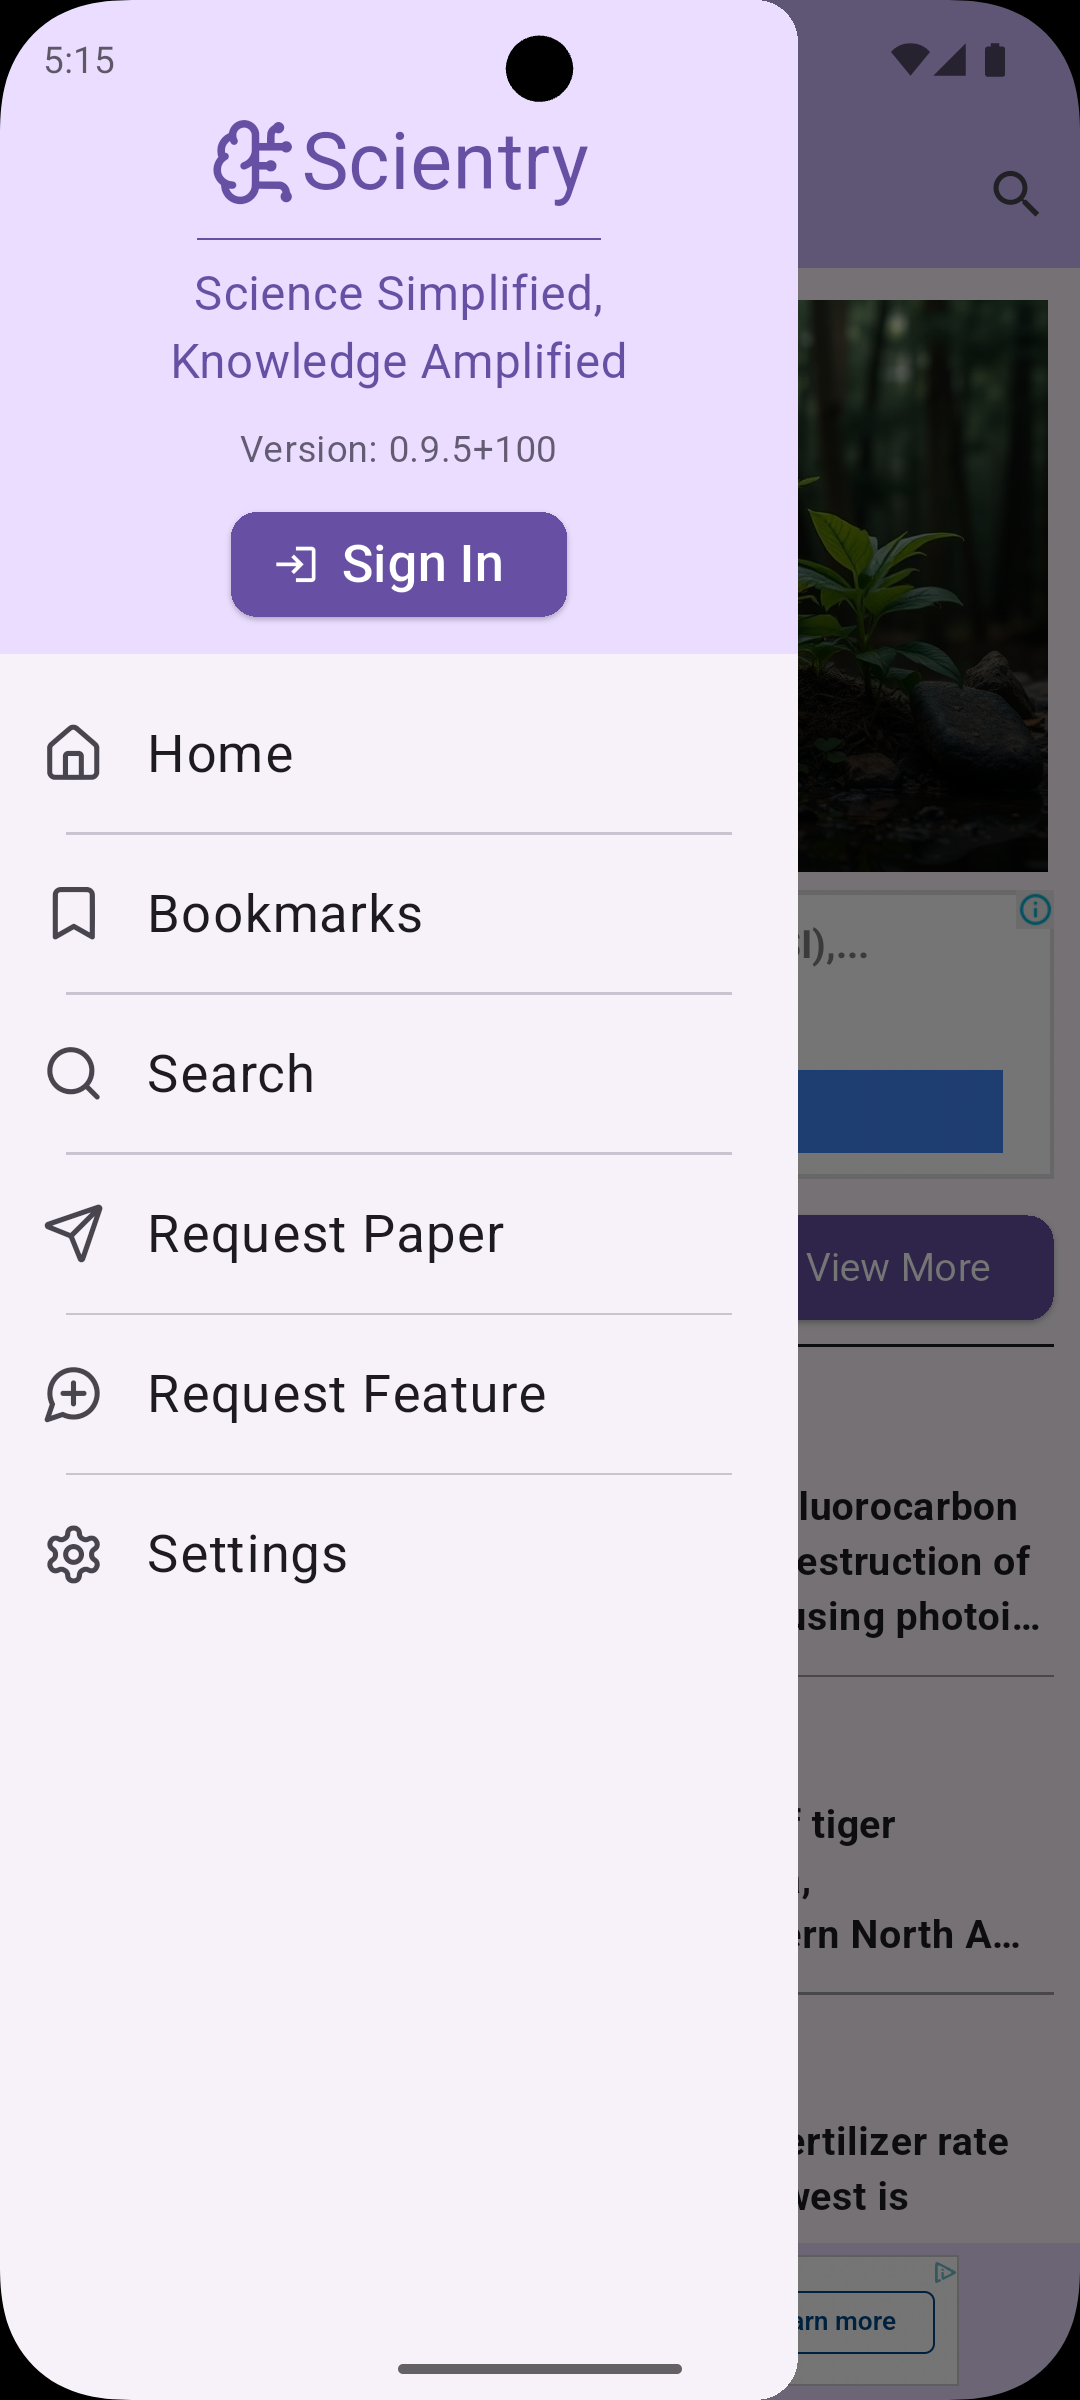 5:15
Scientry
Science Simplified,
Knowledge Amplified
Version: 0.9.5+100
Sign In
Home
Bookmarks
Search
Request Paper
Request Feature
Settings
View More
luorocarbon
estruction of
using photoi...
tiger
ern North A...
ertilizer rate
west is
arn more